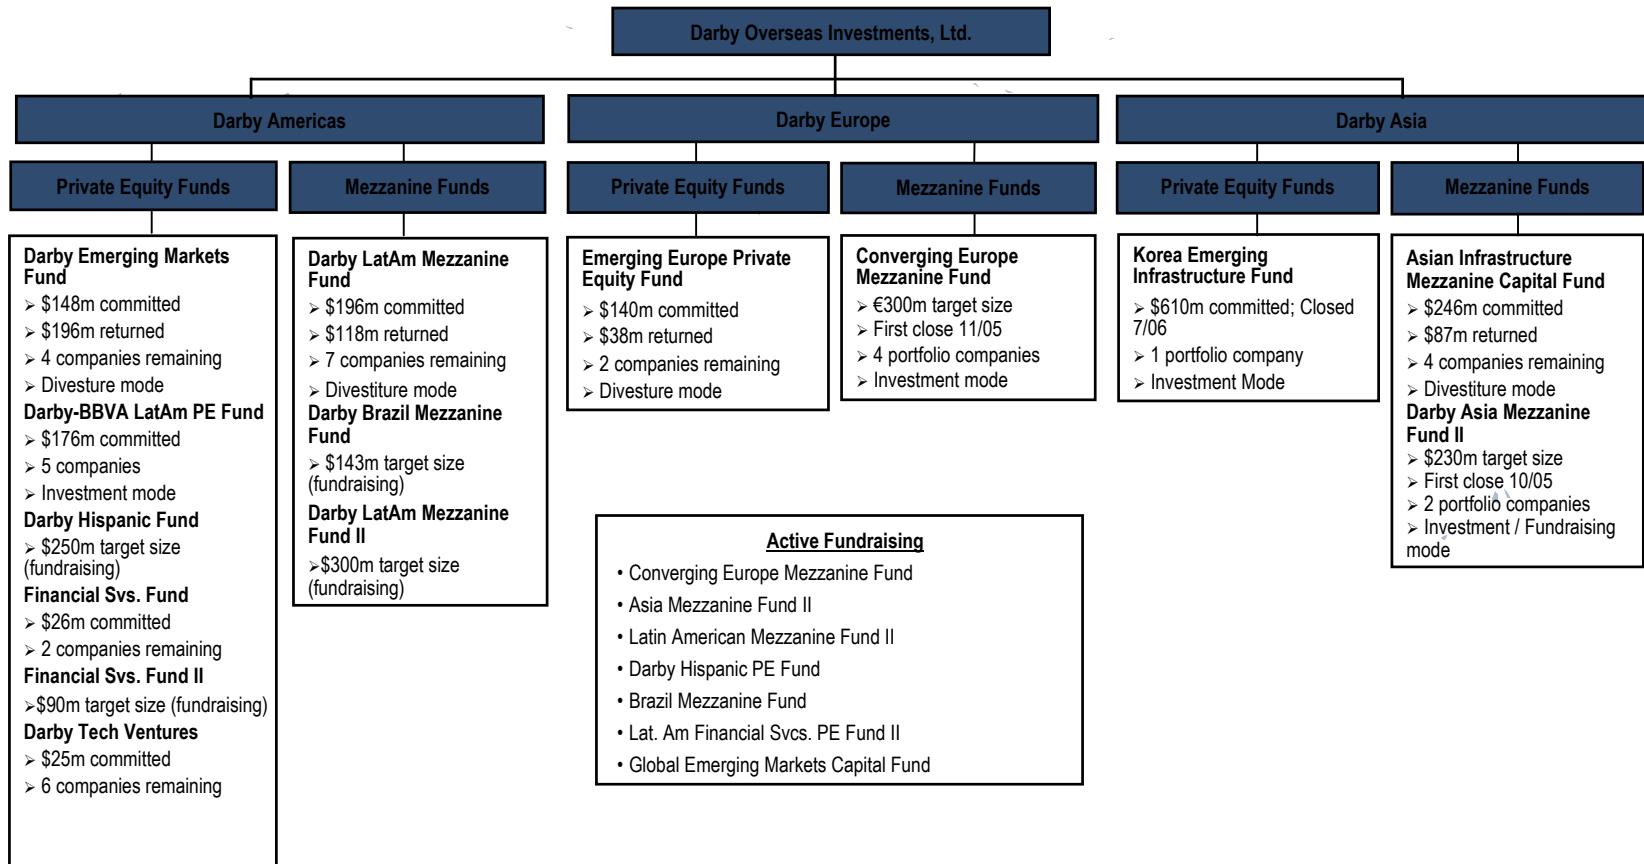 Darby Overseas Investments, Ltd.
Darby Americas
Darby Europe
Darby Asia
Private Equity Funds
Mezzanine Funds
Private Equity Funds
Mezzanine Funds
Private Equity Funds
Mezzanine Funds
Darby Emerging Markets
Fund
➢ $148m committed
➢ $196m returned
➢ 4 companies remaining
➢ Divesture mode
Darby-BBVA LatAm PE Fund
➢ $176m committed
➢ 5 companies
➢ Investment mode
Darby Hispanic Fund
➢ $250m target size
(fundraising)
Financial Svs. Fund
➢ $26m committed
➢ 2 companies remaining
Financial Svs. Fund II
➢$90m target size (fundraising)
Darby Tech Ventures
➢ $25m committed
➢ 6 companies remaining
Darby LatAm Mezzanine
Fund
➢ $196m committed
➢ $118m returned
➢ 7 companies remaining
➢ Divestiture mode
Darby Brazil Mezzanine
Fund
➢ $143m target size
(fundraising)
Darby LatAm Mezzanine
Fund II
➢$300m target size
(fundraising)
Emerging Europe Private
Equity Fund
➢ $140m committed
➢ $38m returned
➢ 2 companies remaining
➢ Divesture mode
Converging Europe
Mezzanine Fund
➢ €300m target size
➢ First close 11/05
➢ 4 portfolio companies
➢ Investment mode
Korea Emerging
Infrastructure Fund
➢ $610m committed; Closed
7/06
➢ 1 portfolio company
➢ Investment Mode
Asian Infrastructure
Mezzanine Capital Fund
➢ $246m committed
➢ $87m returned
➢ 4 companies remaining
➢ Divestiture mode
Darby Asia Mezzanine
Fund II
➢ $230m target size
➢ First close 10/05
➢ 2 portfolio companies
➢ Investment / Fundraising
mode
Active Fundraising
• Converging Europe Mezzanine Fund
• Asia Mezzanine Fund II
• Latin American Mezzanine Fund II
• Darby Hispanic PE Fund
• Brazil Mezzanine Fund
• Lat. Am Financial Svcs. PE Fund II
• Global Emerging Markets Capital Fund